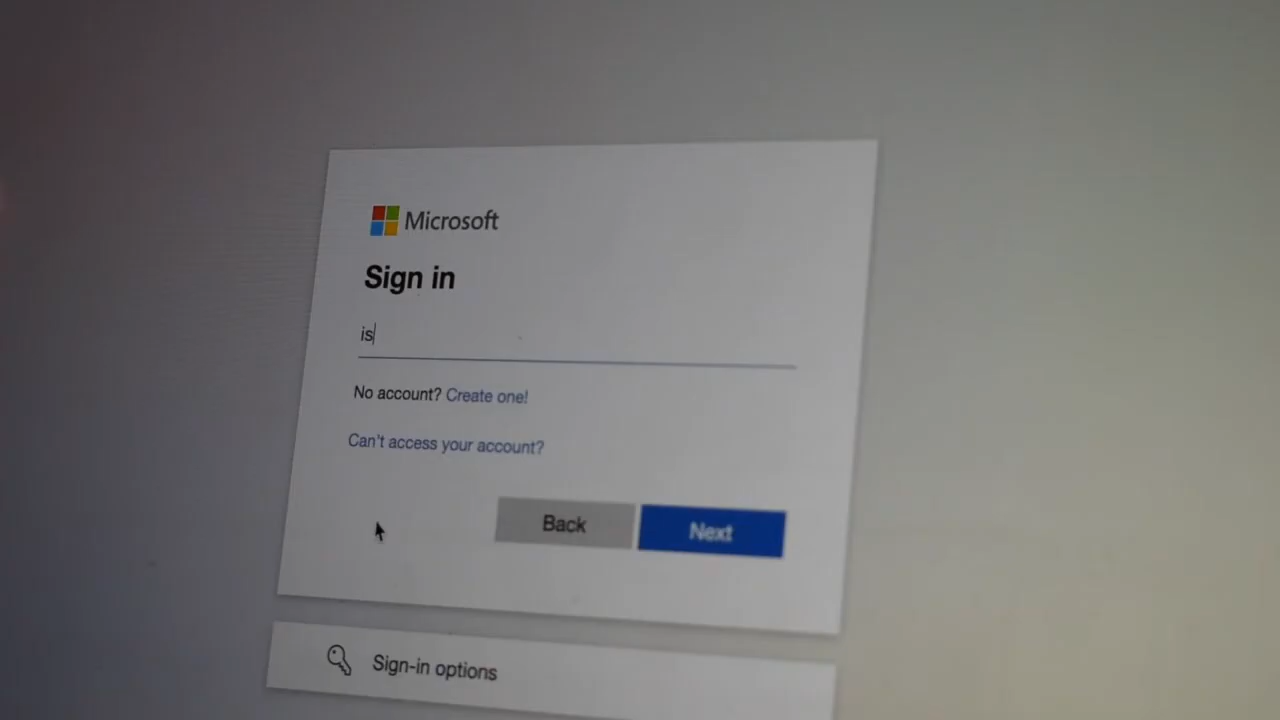 Microsoft
Sign in
is
No account? Create one!
Can't access your account?
Back
Next
Sign-in options